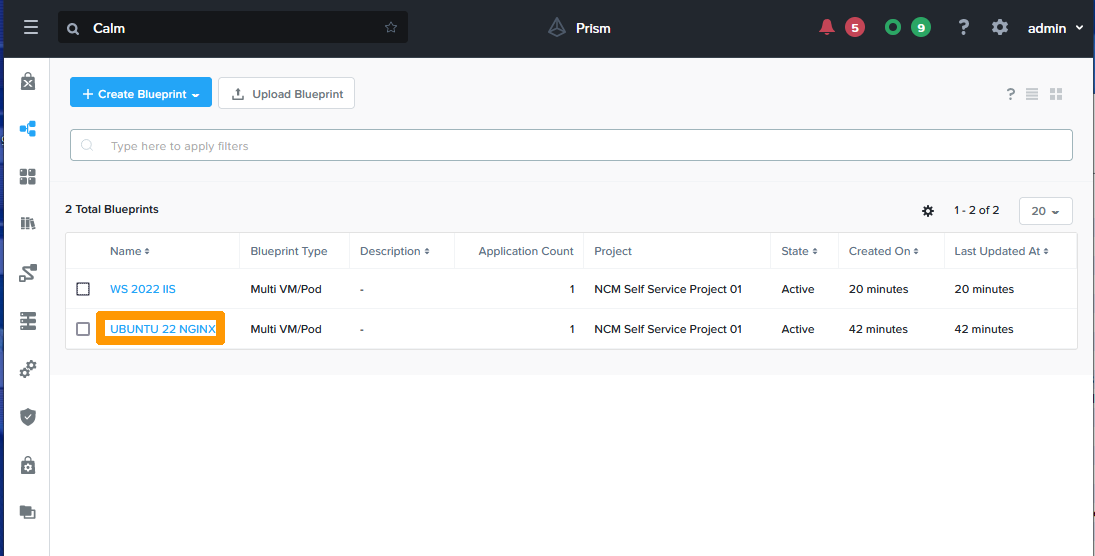 Calm Prism 5 9 ? admin
Create Blueprint Upload Blueprint ?
Type here to apply filters
2 Total Blueprints 1 - 2 of 2 20
Name Blueprint Type Description Application Count Project State Created On Last Updated At
WS 2022 IIS Multi VM/Pod - 1 NCM Self Service Project 01 Active 20 minutes 20 minutes
UBUNTU 22 NGINX Multi VM/Pod - 1 NCM Self Service Project 01 Active 42 minutes 42 minutes